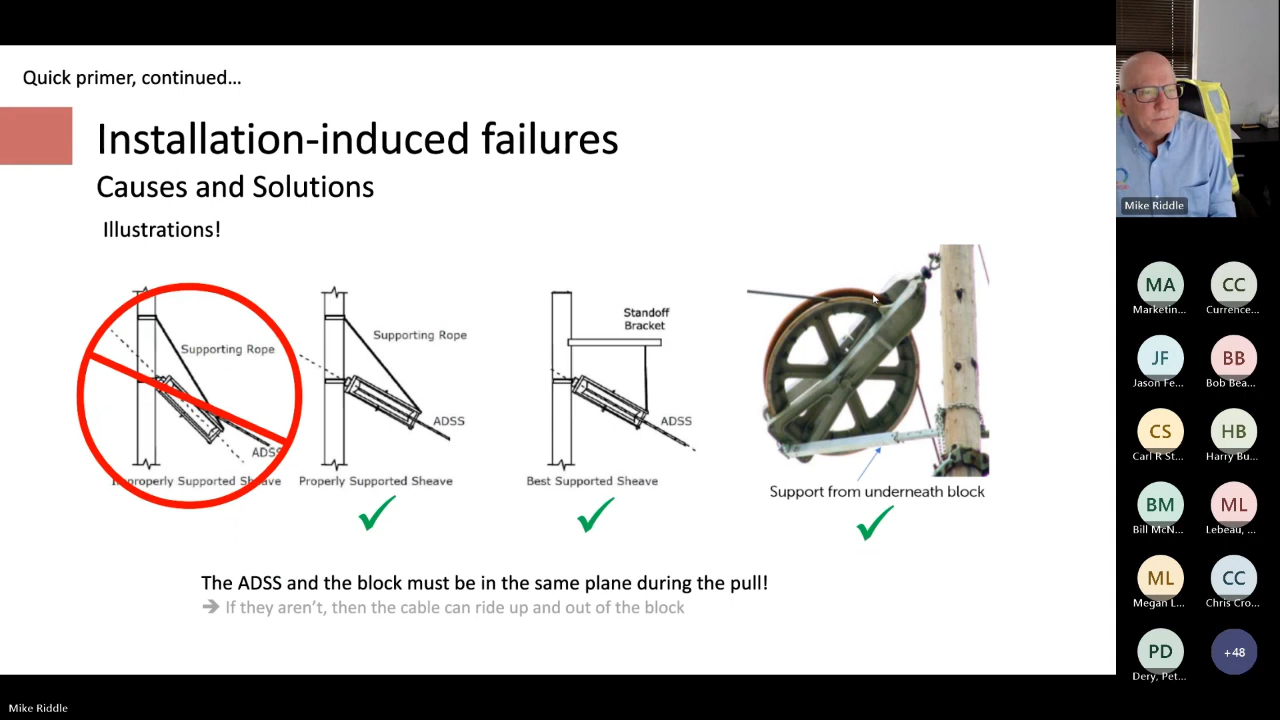 Quick primer, continued…
Installation-induced failures
Causes and Solutions
Illustrations!
Supporting Rope
ADSS
Improperly Supported Sheave
Supporting Rope
ADSS
Properly Supported Sheave
Standoff
Bracket
ADSS
Best Supported Sheave
Support from underneath block
The ADSS and the block must be in the same plane during the pull!
➔ If they aren't, then the cable can ride up and out of the block
Mike Riddle
MA
Marketin...
CC
Currence...
JF
Jason Fe...
BB
Bob Bea...
CS
Carl R St...
HB
Harry Bu...
BM
Bill McN...
ML
Lebeau, ...
ML
Megan L...
CC
Chris Cro...
PD
Dery, Pet...
+48
Mike Riddle